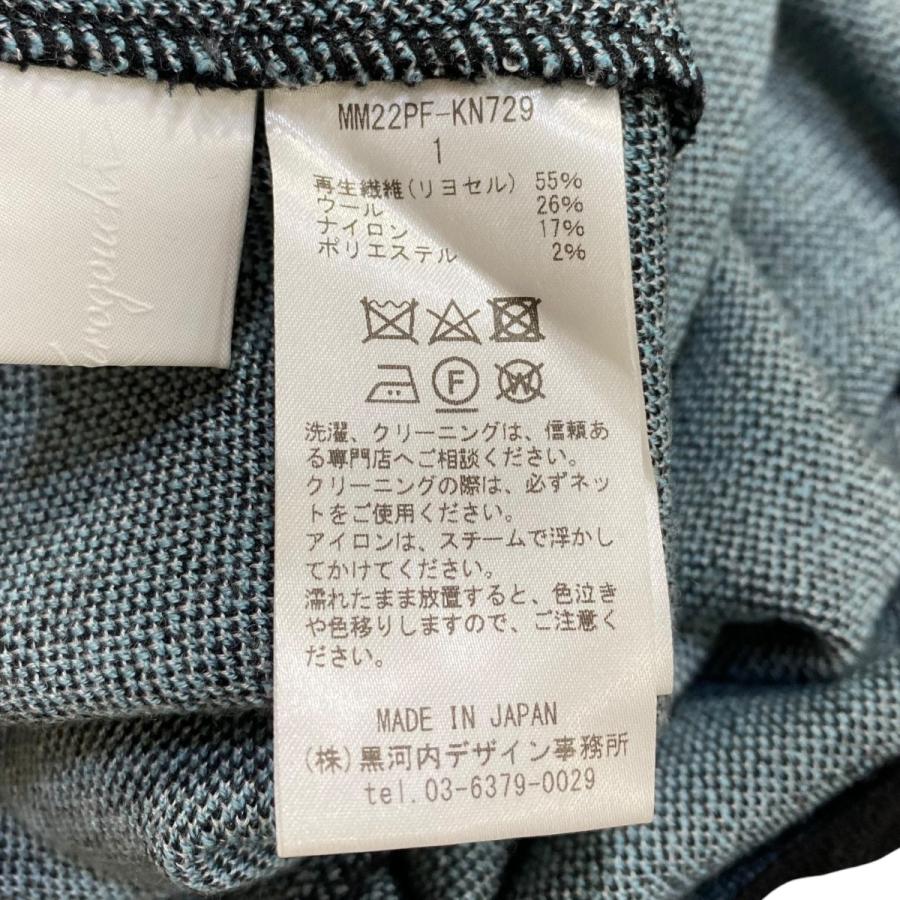 MM22PF-KN729
1
再生繊維(リヨセル) 55%
ウール 26%
ナイロン 17%
ポリエステル 2%
F
W
洗濯、クリーニングは、信頼あ
る専門店へご相談ください。
クリーニングの際は、必ずネッ
トをご使用ください。
アイロンは、スチームで浮かし
てかけてください。
濡れたまま放置すると、色泣き
や色移りしますので、ご注意く
ださい。
MADE IN JAPAN
(株)黒河内デザイン事務所
tel.03-6379-0029